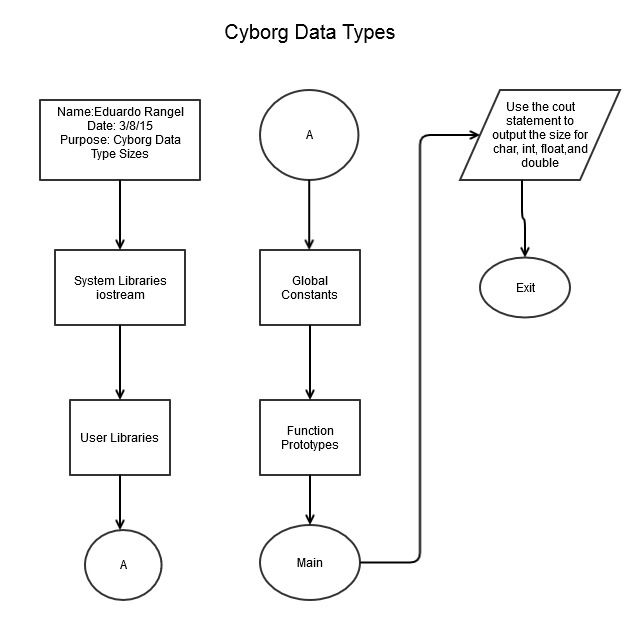 Cyborg Data Types
Name:Eduardo Rangel
Date: 3/8/15
Purpose: Cyborg Data
Type Sizes
System Libraries
iostream
User Libraries
A
A
Global
Constants
Function
Prototypes
Main
Use the cout
statement to
output the size for
char, int, float,and
double
Exit